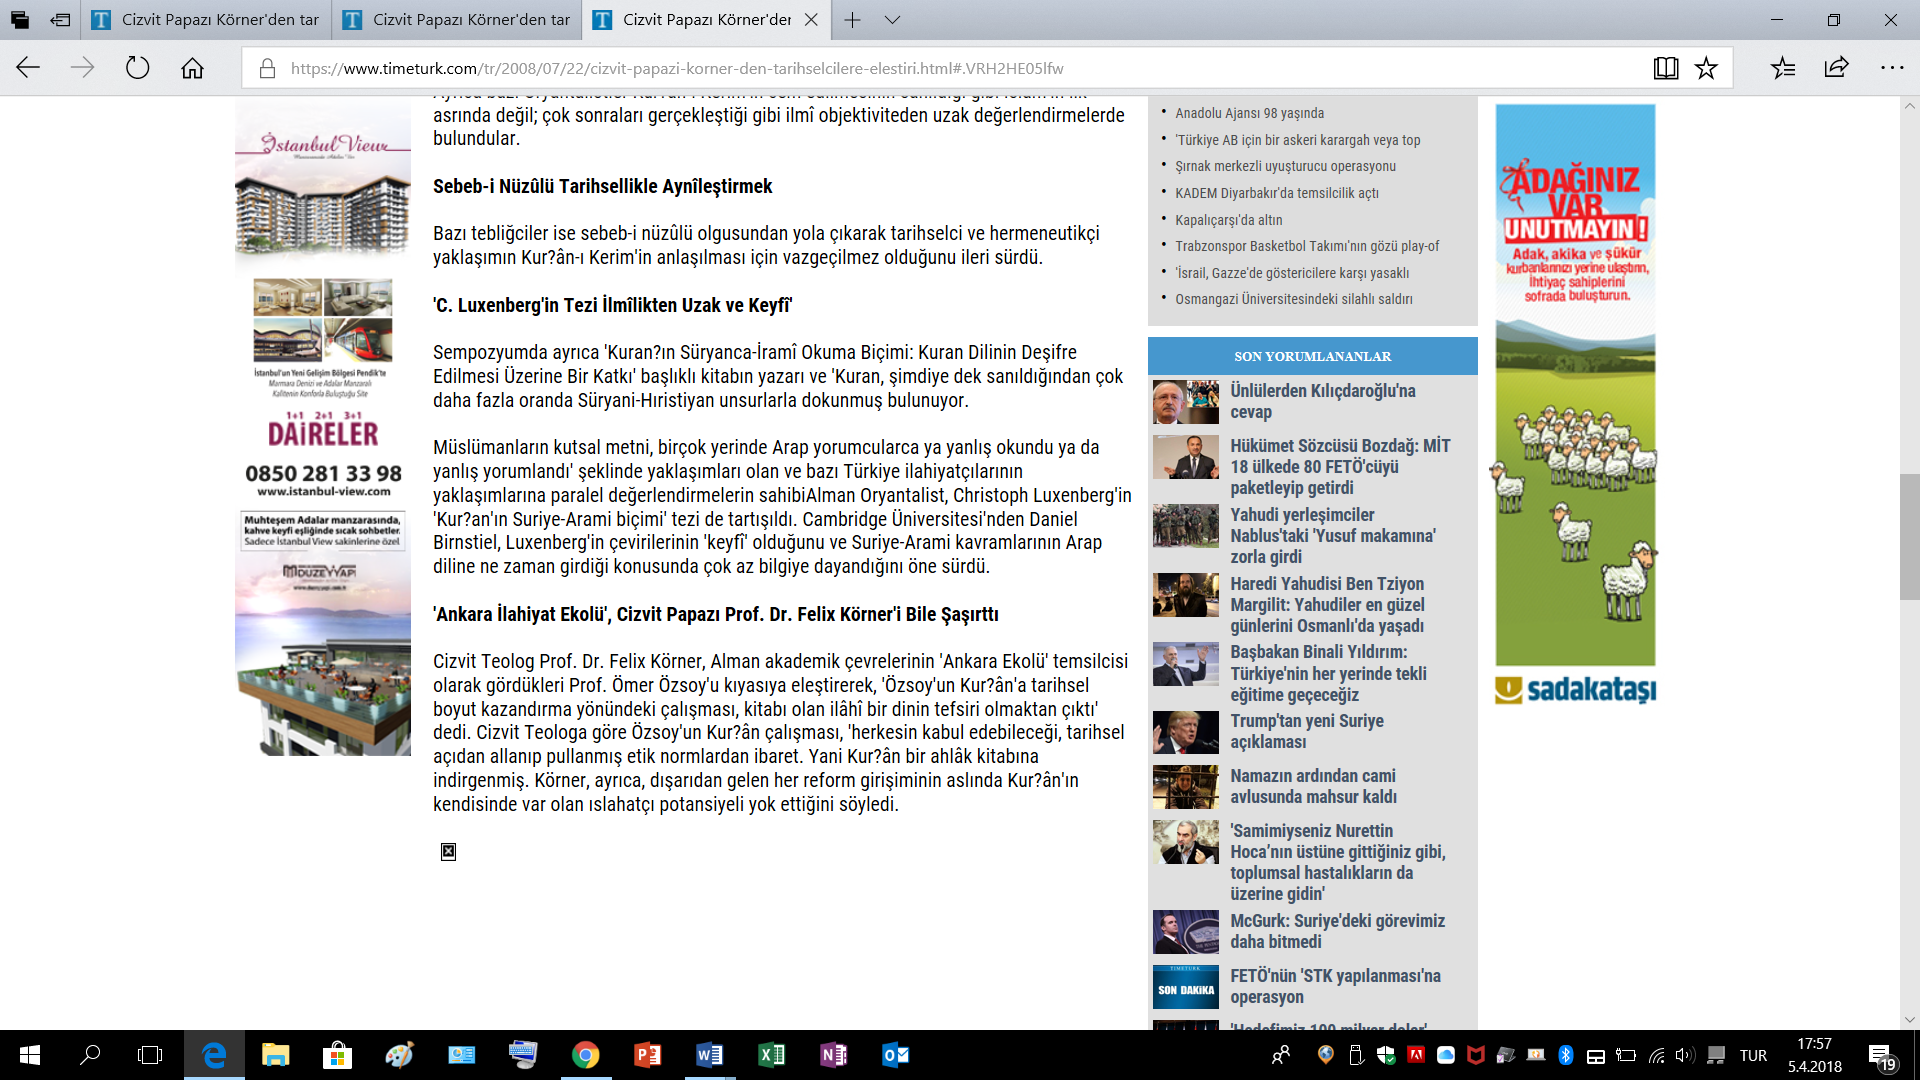 Cizvit Papazı Körner'den tar
Cizvit Papazı Körner'den tar
Cizvit Papazı Körner'der
https://www.timeturk.com/tr/2008/07/22/cizvit-papazi-korner-den-tarihselcilere-elestiri.html#.VRH2HE05lfw
İstanbul View
İstanbul'un Yeni Gelişim Bölgesi Pendik'te
Marmara Denizi ve Adalar Manzaralı
Kalitenin Konforla Buluştuğu Site
1+1 2+1 3+1
DAİRELER
0850 281 33 98
www.istanbul-view.com
Muhteşem Adalar manzarasında,
kahve keyfi eşliğinde sıcak sohbetler.
Sadece İstanbul View sakinlerine özel
DUZEYYAPI
asrında değil; çok sonraları gerçekleştiği gibi ilmî objektiviteden uzak değerlendirmelerde
bulundular.
Sebeb-i Nüzûlü Tarihsellikle Aynîleştirmek
Bazı tebliğciler ise sebeb-i nüzûlü olgusundan yola çıkarak tarihselci ve hermeneutikçi
yaklaşımın Kur?ân-ı Kerim'in anlaşılması için vazgeçilmez olduğunu ileri sürdü.
'C. Luxenberg'in Tezi İlmîlikten Uzak ve Keyfî'
Sempozyumda ayrıca 'Kuran?ın Süryanca-İramî Okuma Biçimi: Kuran Dilinin Deşifre
Edilmesi Üzerine Bir Katkı' başlıklı kitabın yazarı ve 'Kuran, şimdiye dek sanıldığından çok
daha fazla oranda Süryani-Hıristiyan unsurlarla dokunmuş bulunuyor.
Müslümanların kutsal metni, birçok yerinde Arap yorumcularca ya yanlış okundu ya da
yanlış yorumlandı' şeklinde yaklaşımları olan ve bazı Türkiye ilahiyatçılarının
yaklaşımlarına paralel değerlendirmelerin sahibiAlman Oryantalist, Christoph Luxenberg'in
'Kur?an'ın Suriye-Arami biçimi' tezi de tartışıldı. Cambridge Üniversitesi'nden Daniel
Birnstiel, Luxenberg'in çevirilerinin 'keyfî' olduğunu ve Suriye-Arami kavramlarının Arap
diline ne zaman girdiği konusunda çok az bilgiye dayandığını öne sürdü.
'Ankara İlahiyat Ekolü', Cizvit Papazı Prof. Dr. Felix Körner'i Bile Şaşırttı
Cizvit Teolog Prof. Dr. Felix Körner, Alman akademik çevrelerinin 'Ankara Ekolü' temsilcisi
olarak gördükleri Prof. Ömer Özsoy'u kıyasıya eleştirerek, 'Özsoy'un Kur?ân'a tarihsel
boyut kazandırma yönündeki çalışması, kitabı olan ilâhî bir dinin tefsiri olmaktan çıktı'
dedi. Cizvit Teologa göre Özsoy'un Kur?ân çalışması, 'herkesin kabul edebileceği, tarihsel
açıdan allanıp pullanmış etik normlardan ibaret. Yani Kur?ân bir ahlâk kitabına
indirgenmiş. Körner, ayrıca, dışarıdan gelen her reform girişiminin aslında Kur?ân'ın
kendisinde var olan ıslahatçı potansiyeli yok ettiğini söyledi.
Anadolu Ajansı 98 yaşında
'Türkiye AB için bir askeri karargah veya top
Şırnak merkezli uyuşturucu operasyonu
KADEM Diyarbakır'da temsilcilik açtı
Kapalıçarşı'da altın
Trabzonspor Basketbol Takımı'nın gözü play-of
'İsrail, Gazze'de göstericilere karşı yasaklı
Osmangazi Üniversitesindeki silahlı saldırı
SON YORUMLANANLAR
Ünlülerden Kılıçdaroğlu'na
cevap
Hükümet Sözcüsü Bozdağ: MİT
18 ülkede 80 FETÖ'cüyü
paketleyip getirdi
Yahudi yerleşimciler
Nablus'taki 'Yusuf makamına'
zorla girdi
Haredi Yahudisi Ben Tziyon
Margilit: Yahudiler en güzel
günlerini Osmanlı'da yaşadı
Başbakan Binali Yıldırım:
Türkiye'nin her yerinde tekli
eğitime geçeceğiz
Trump'tan yeni Suriye
açıklaması
Namazın ardından cami
avlusunda mahsur kaldı
'Samimiyseniz Nurettin
Hoca'nın üstüne gittiğiniz gibi,
toplumsal hastalıkların da
üzerine gidin'
McGurk: Suriye'deki görevimiz
daha bitmedi
TIMETURK
SON DAKİKA
FETÖ'nün 'STK yapılanması'na
operasyon
'Hedefimiz 100 milyar dolar'
ADAĞINIZ
VAR
UNUTMAYIN!
Adak, akika ve şükür
kurbanlarınızı yerine ulaştırın,
İhtiyaç sahiplerini
sofrada buluşturun.
sadakataşı
TUR
17:57
5.4.2018
19